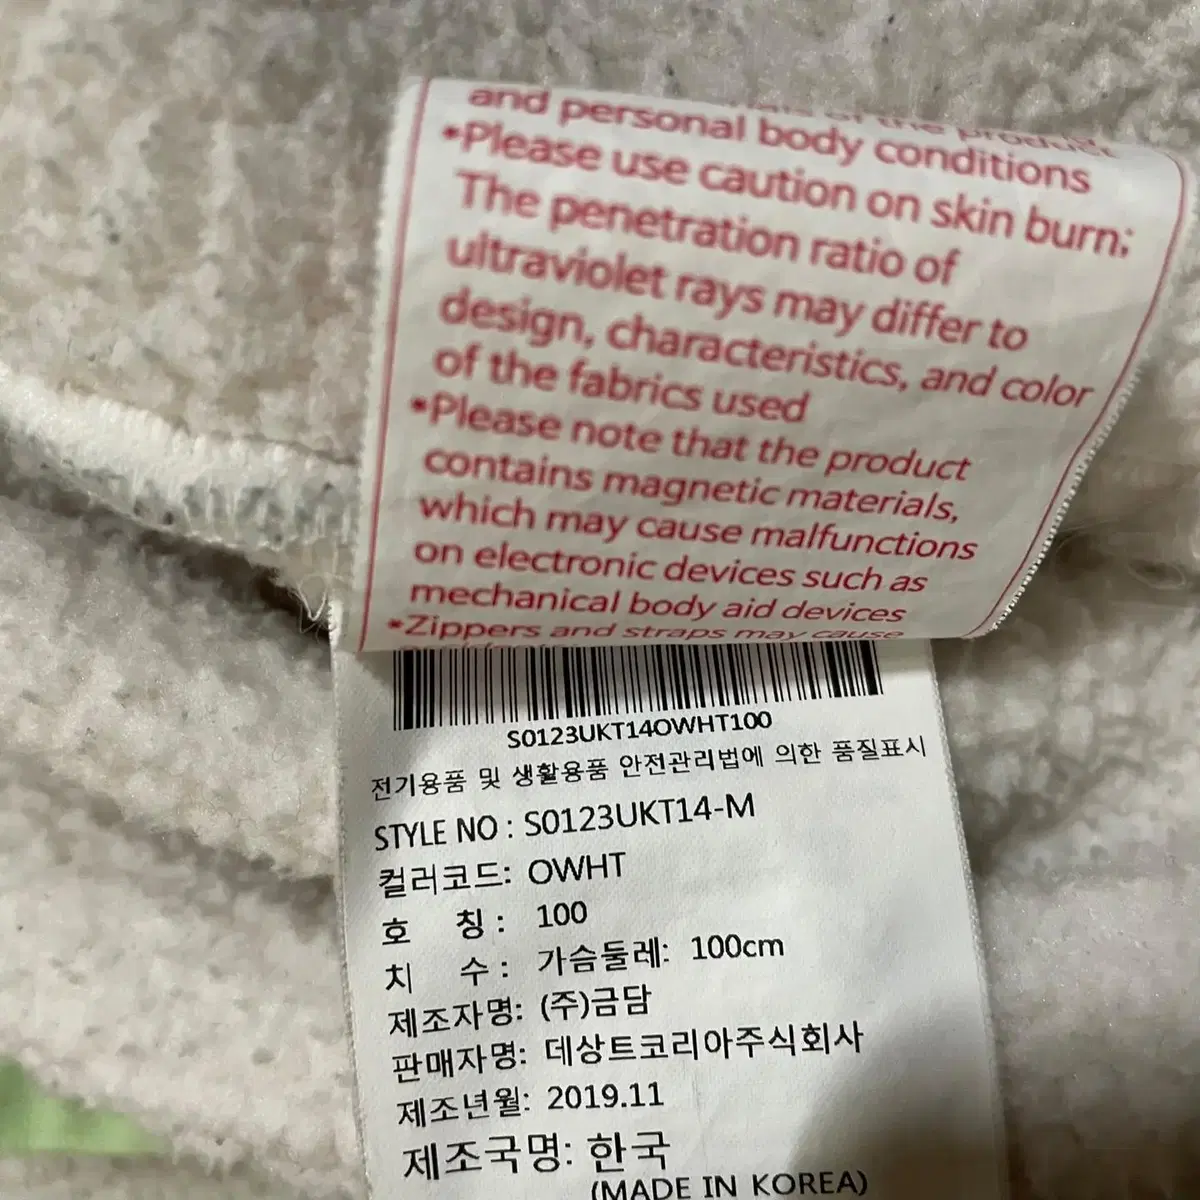 and personal body conditions
*Please use caution on skin burn;
The penetration ratio of
ultraviolet rays may differ to
design, characteristics, and color
of the fabrics used
*Please note that the product
contains magnetic materials,
which may cause malfunctions
on electronic devices such as
mechanical body aid devices
*Zippers and straps may cause
S0123UKT14OWHT100
전기용품 및 생활용품 안전관리법에 의한 품질표시
STYLE NO : S0123UKT14-M
컬러코드: OWHT
호 칭 : 100
치 수 : 가슴둘레: 100cm
제조자명: (주)금담
판매자명: 데상트코리아주식회사
제조년월: 2019.11
제조국명: 한국
(MADE IN KOREA)